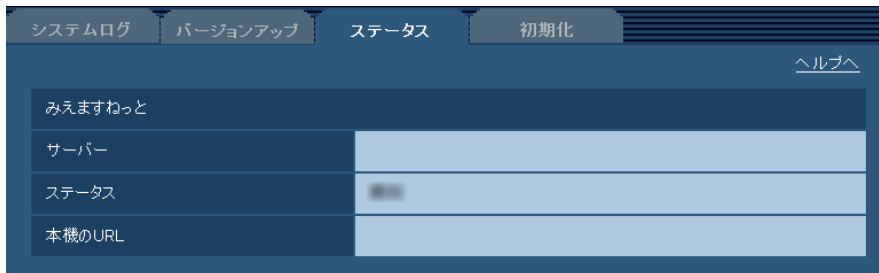 システムログ バージョンアップ ステータス 初期化
ヘルプへ
みえますねっと
サーバー
ステータス
本機のURL